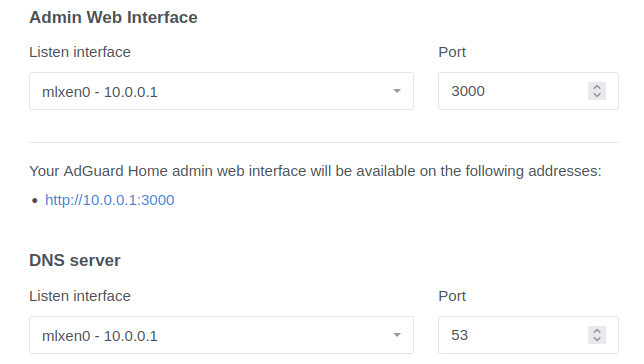 Admin Web Interface
Listen interface Port
mlxen0 - 10.0.0.1 3000
Your AdGuard Home admin web interface will be available on the following addresses:
• http://10.0.0.1:3000
DNS server
Listen interface Port
mlxen0 - 10.0.0.1 53